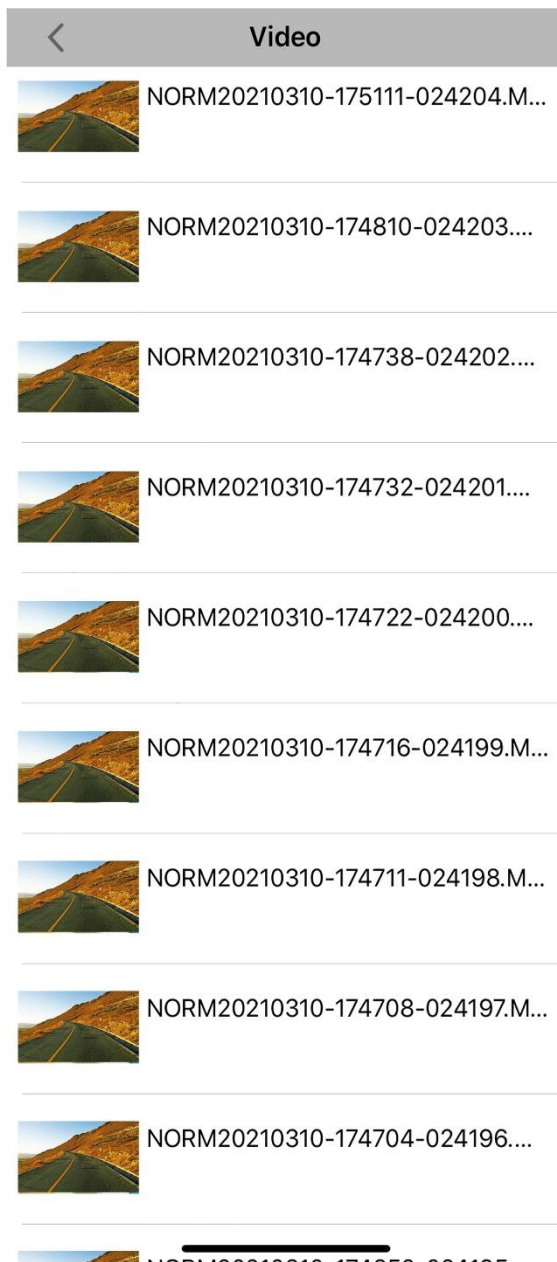 Video
NORM20210310-175111-024204.M...
NORM20210310-174810-024203....
NORM20210310-174738-024202....
NORM20210310-174732-024201....
NORM20210310-174722-024200....
NORM20210310-174716-024199.M...
NORM20210310-174711-024198.M...
NORM20210310-174708-024197.M...
NORM20210310-174704-024196....